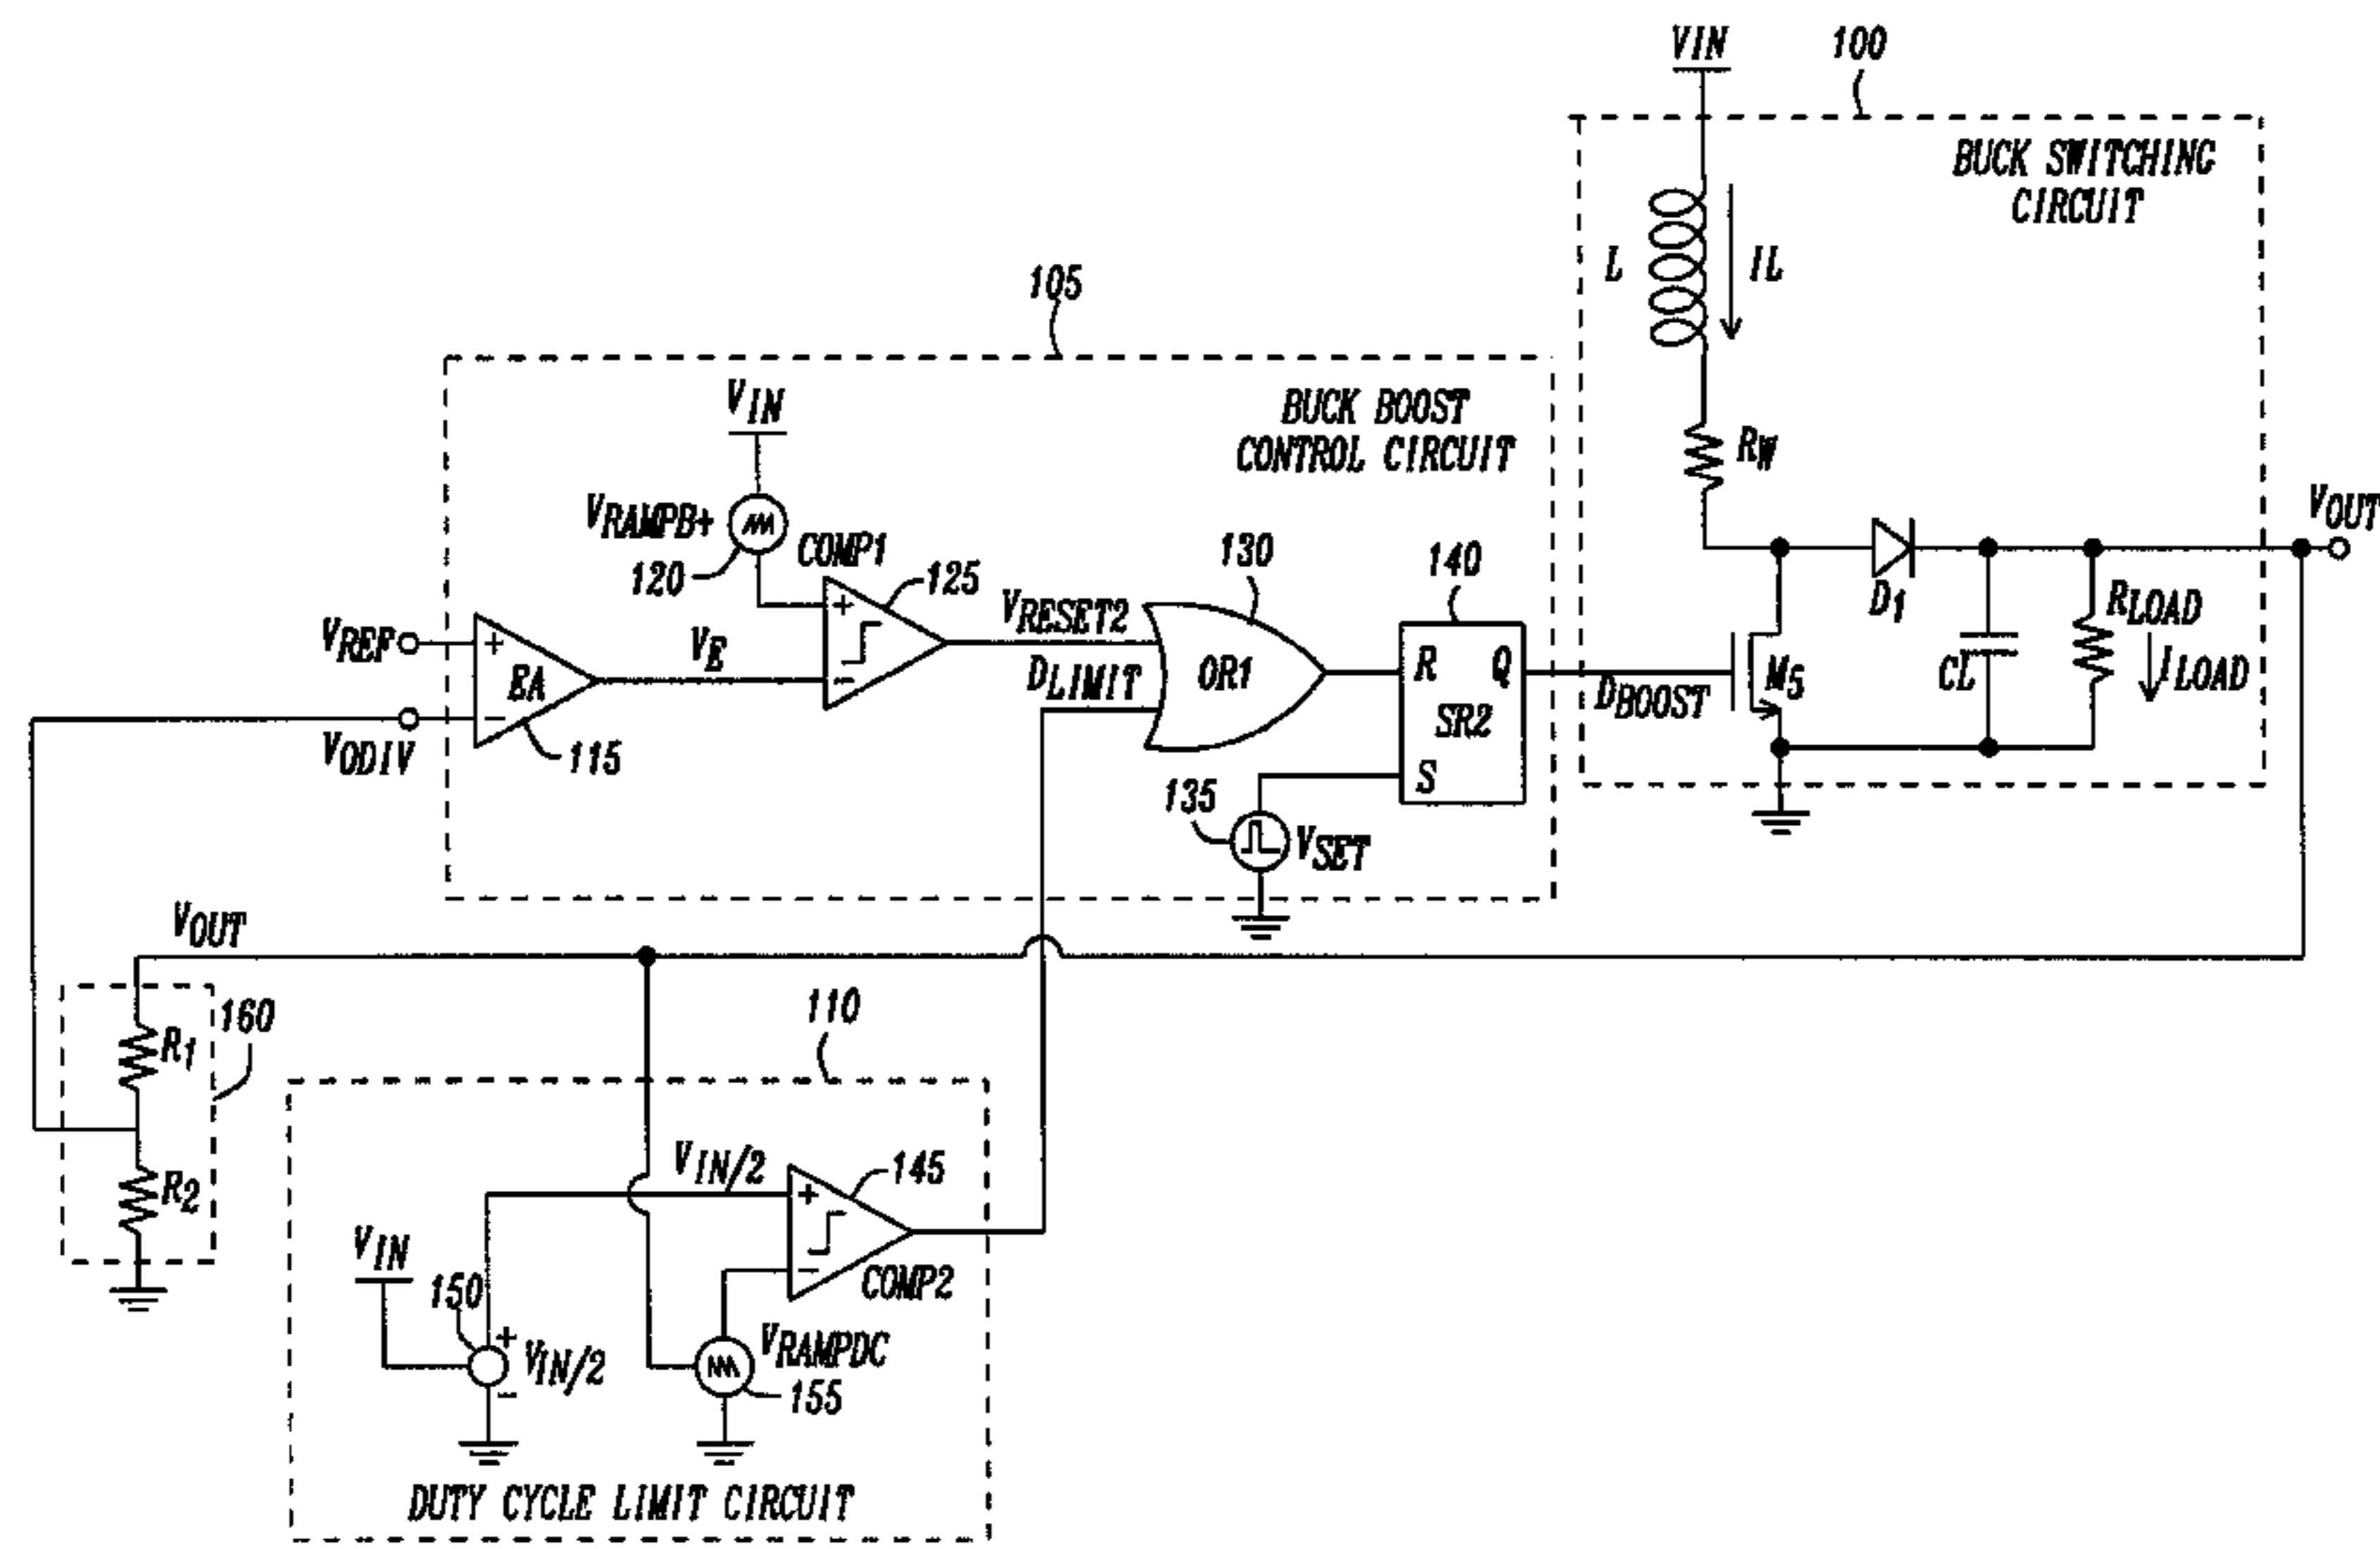 VIN
100
BUCK SWITCHING
CIRCUIT
L
IL
105
VIN
BUCK BOOST
CONTROL CIRCUIT
RW
VRAMPB+
120
COMP1
125
130
140
VOUT
VREF
+
EA
-
VE
+
-
VRESET2
DLIMIT
OR1
R
Q
SR2
S
DBOOST
M5
D1
CL
RLOAD
ILOAD
VODIV
115
135
VSET
VOUT
160
R1
R2
110
VIN/2
145
+
-
COMP2
VIN
150
+
VIN/2
-
VRAMPDC
155
DUTY CYCLE LIMIT CIRCUIT